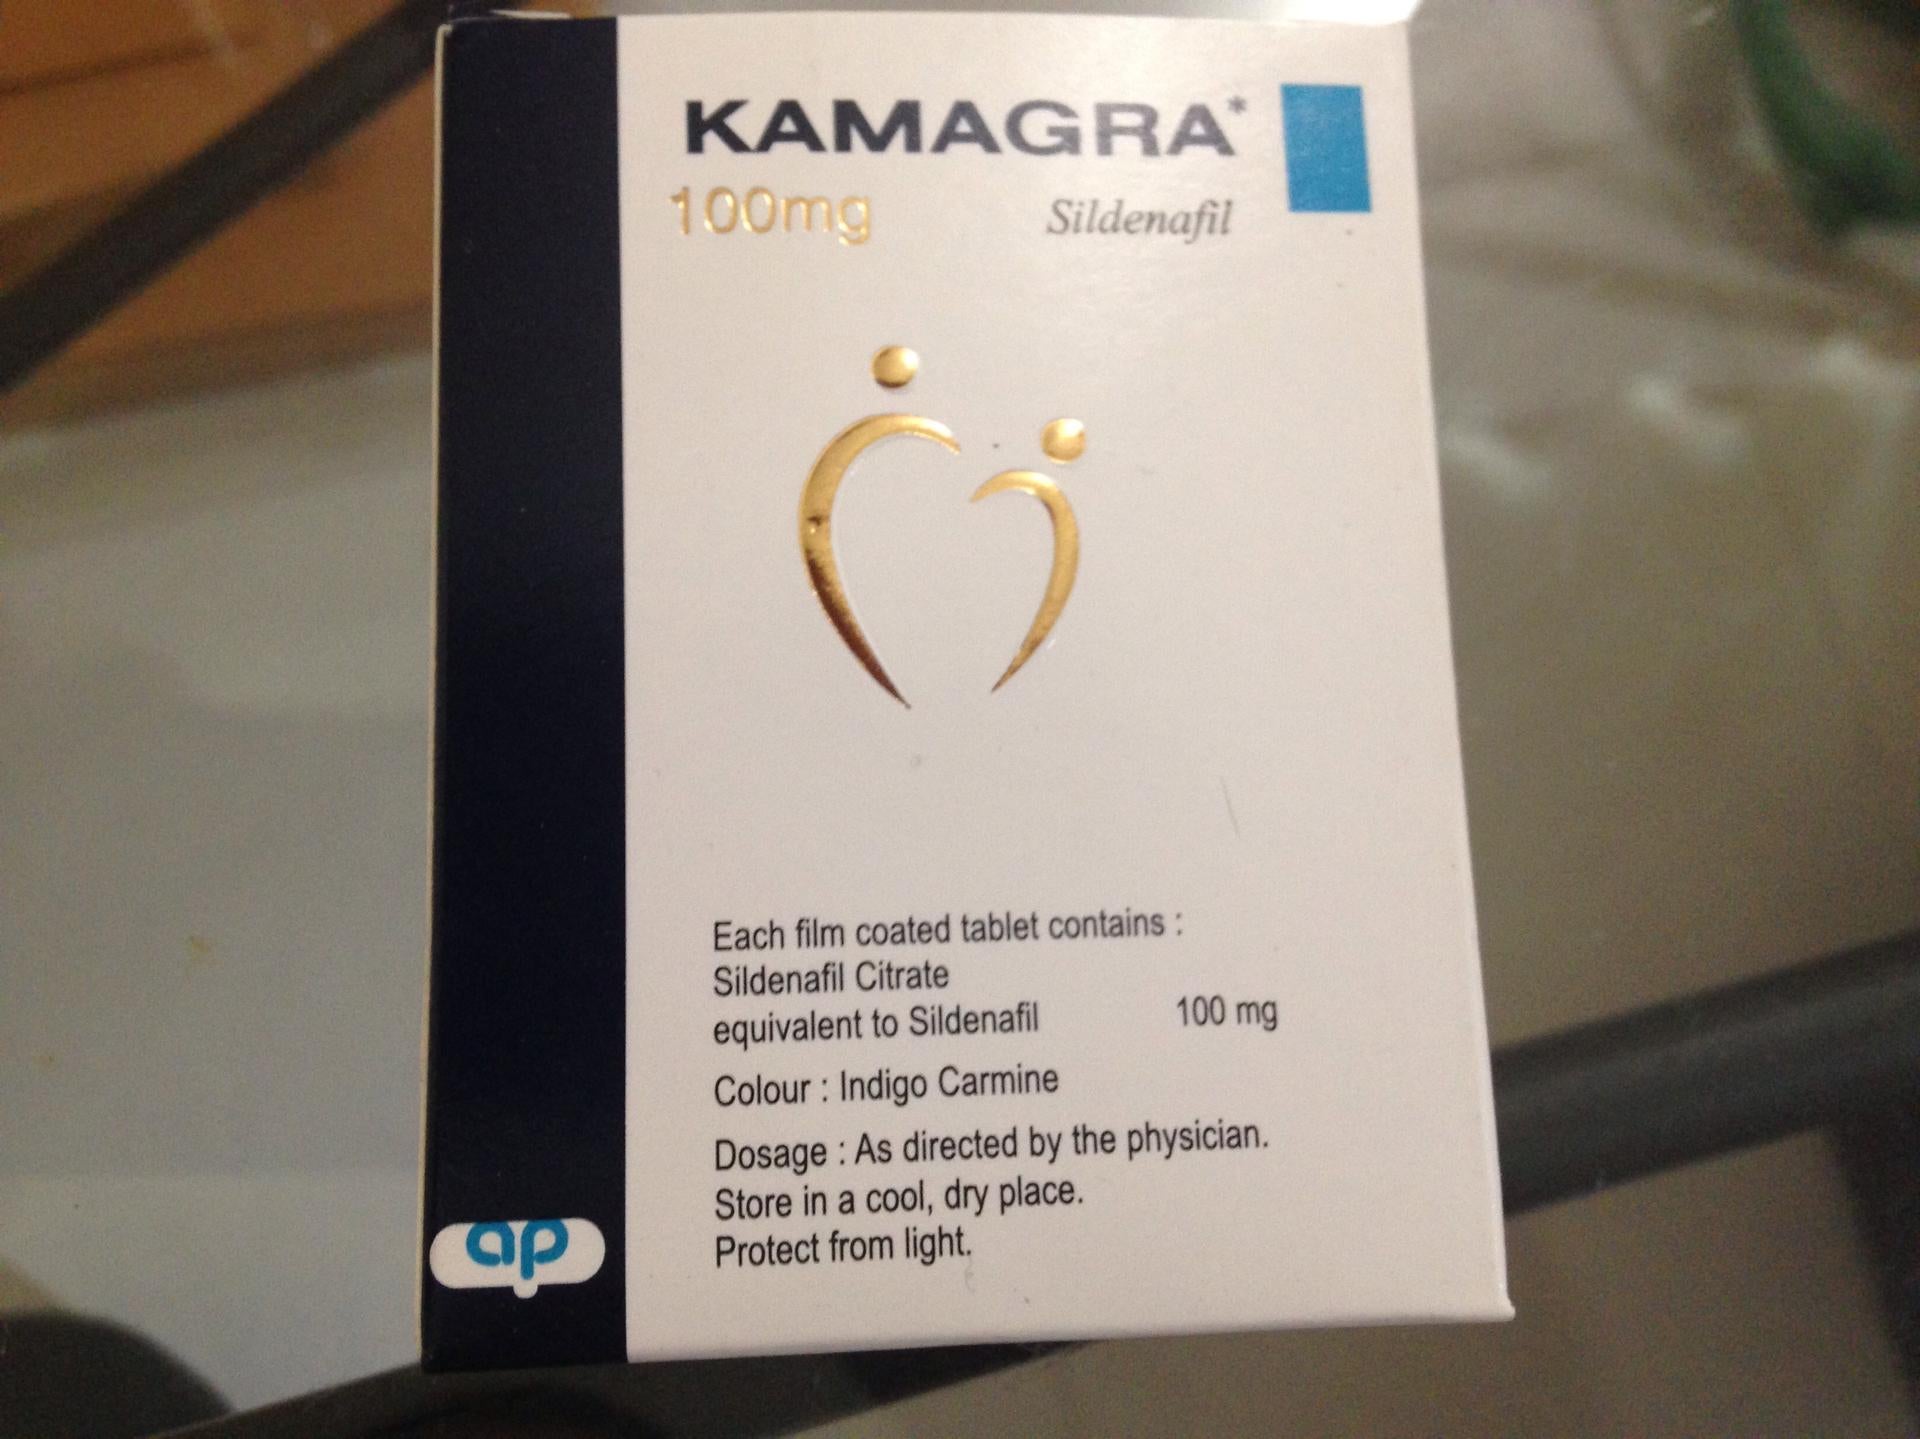 KAMAGRA*
100mg Sildenafil
Each film coated tablet contains :
Sildenafil Citrate
equivalent to Sildenafil 100 mg
Colour : Indigo Carmine
Dosage : As directed by the physician.
Store in a cool, dry place.
Protect from light.
ap